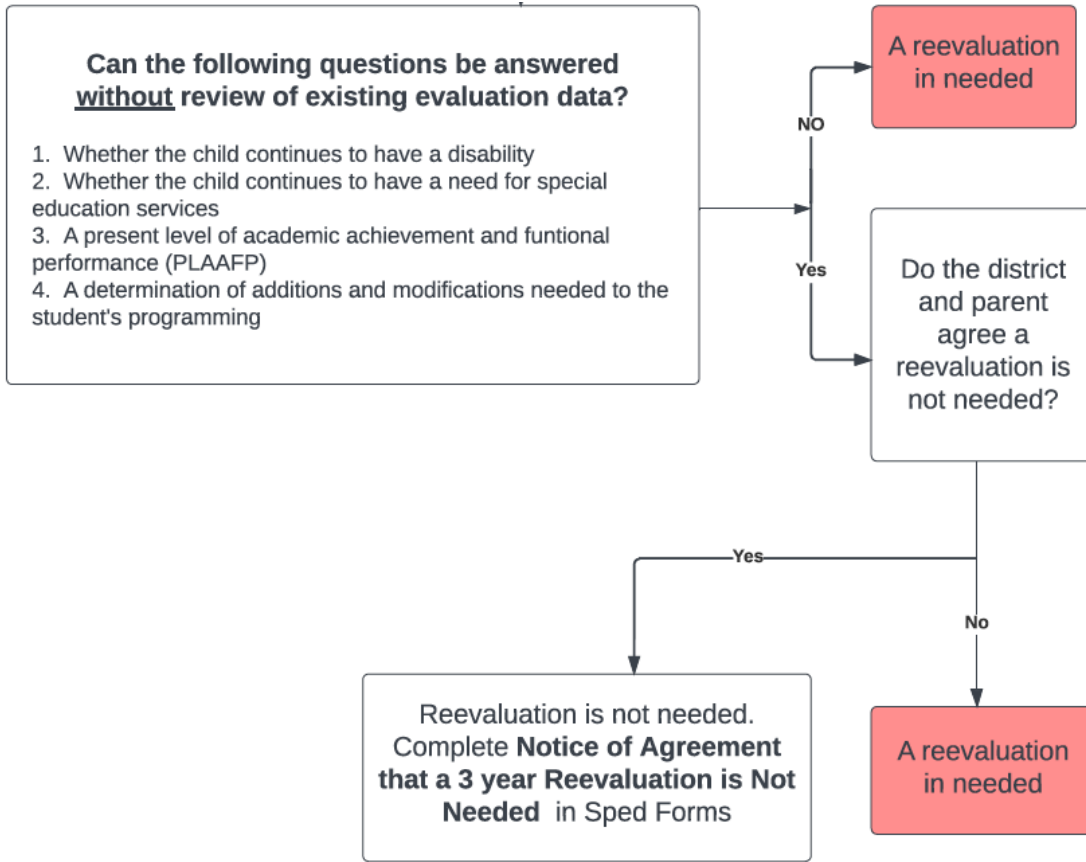 Can the following questions be answered
without review of existing evaluation data?
1. Whether the child continues to have a disability
2. Whether the child continues to have a need for special
education services
3. A present level of academic achievement and funtional
performance (PLAAFP)
4. A determination of additions and modifications needed to the
student's programming
NO
A reevaluation
in needed
Yes
Do the district
and parent
agree a
reevaluation is
not needed?
Yes
No
Reevaluation is not needed.
Complete Notice of Agreement
that a 3 year Reevaluation is Not
Needed in Sped Forms
A reevaluation
in needed